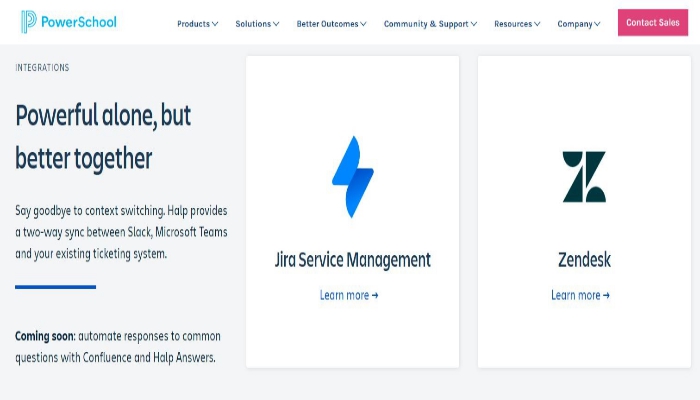 PowerSchool
Products Solutions Better Outcomes Community & Support Resources Company Contact Sales
INTEGRATIONS
Powerful alone, but
better together
Say goodbye to context switching. Halp provides
a two-way sync between Slack, Microsoft Teams
and your existing ticketing system.
Coming soon: automate responses to common
questions with Confluence and Halp Answers.
Jira Service Management
Learn more →
Zendesk
Learn more →